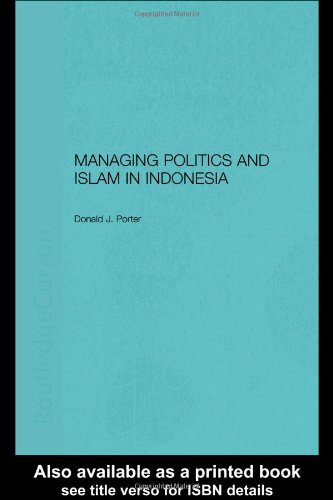 MANAGING POLITICS AND
ISLAM IN INDONESIA
Donald J. Porter
RoutledgeCurzon
Also available as a printed book
see title verso for ISBN details